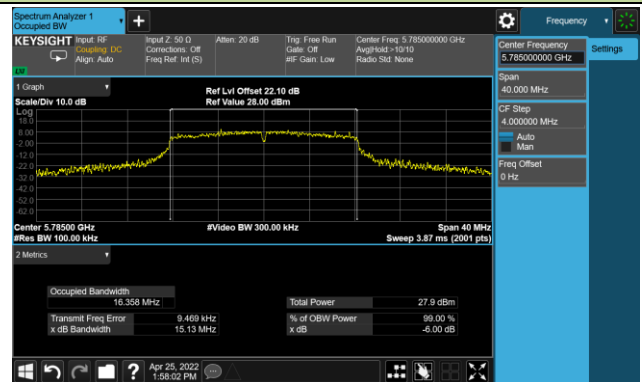 Spectrum Analyzer 1
Occupied BW
Frequency
KEYSIGHT
Input: RF
Coupling: DC
Align: Auto
Input Z: 50 Ω
Corrections: Off
Freq Ref: Int (S)
Atten: 20 dB
Trig: Free Run
Gate: Off
#IF Gain: Low
Center Freq: 5.785000000 GHz
Avg|Hold:>10/10
Radio Std: None
Center Frequency
5.785000000 GHz
Settings
Span
40.000 MHz
CF Step
4.000000 MHz
Auto
Man
Freq Offset
0 Hz
1 Graph
Scale/Div 10.0 dB
Ref Lvl Offset 22.10 dB
Ref Value 28.00 dBm
Log
18.0
8.00
-2.00
-12.0
-22.0
-32.0
-42.0
-52.0
-62.0
Center 5.78500 GHz
#Video BW 300.00 kHz
Span 40 MHz
#Res BW 100.00 kHz
Sweep 3.87 ms (2001 pts)
2 Metrics
Occupied Bandwidth
16.358 MHz
Total Power 27.9 dBm
Transmit Freq Error 9.469 kHz
% of OBW Power 99.00 %
x dB Bandwidth 15.13 MHz
x dB -6.00 dB
?
Apr 25, 2022
1:58:02 PM